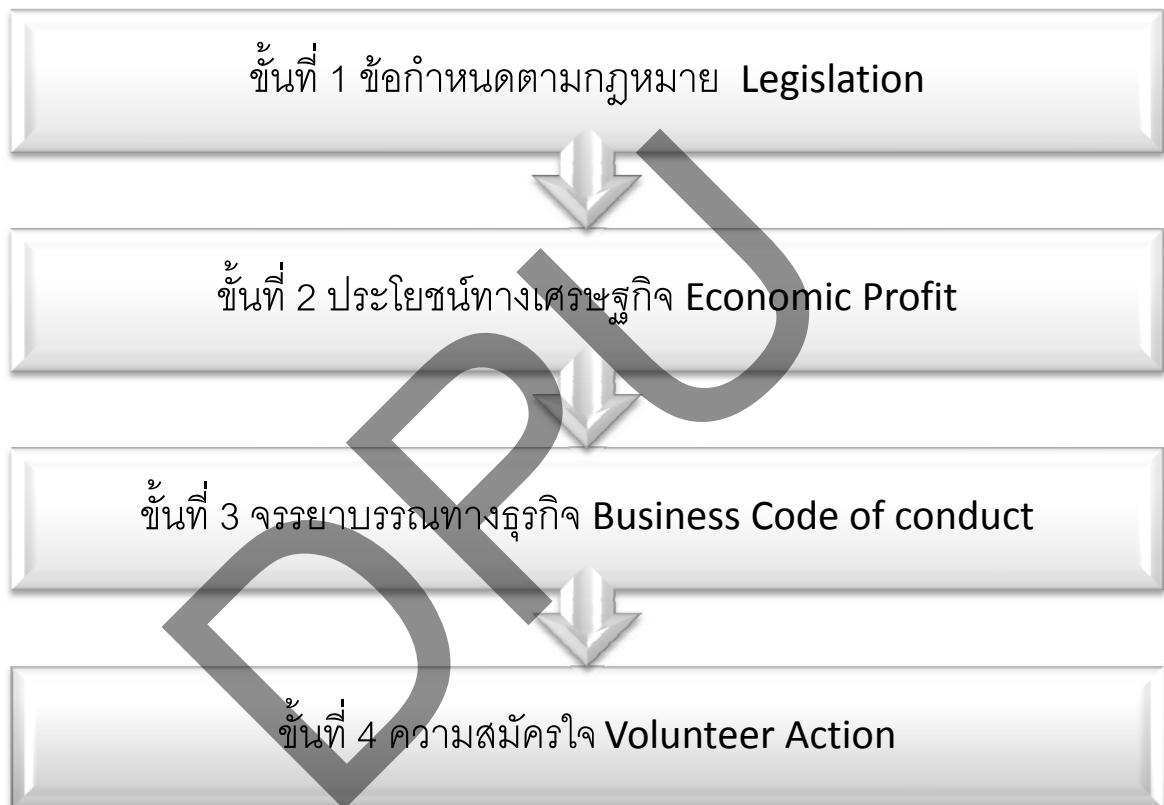 ขั้นที่ 1 ข้อกำหนดตามกฎหมาย Legislation
ขั้นที่ 2 ประโยชน์ทางเศรษฐกิจ Economic Profit
ขั้นที่ 3 จรรยาบรรณทางธุรกิจ Business Code of conduct
ขั้นที่ 4 ความสมัครใจ Volunteer Action
DPU